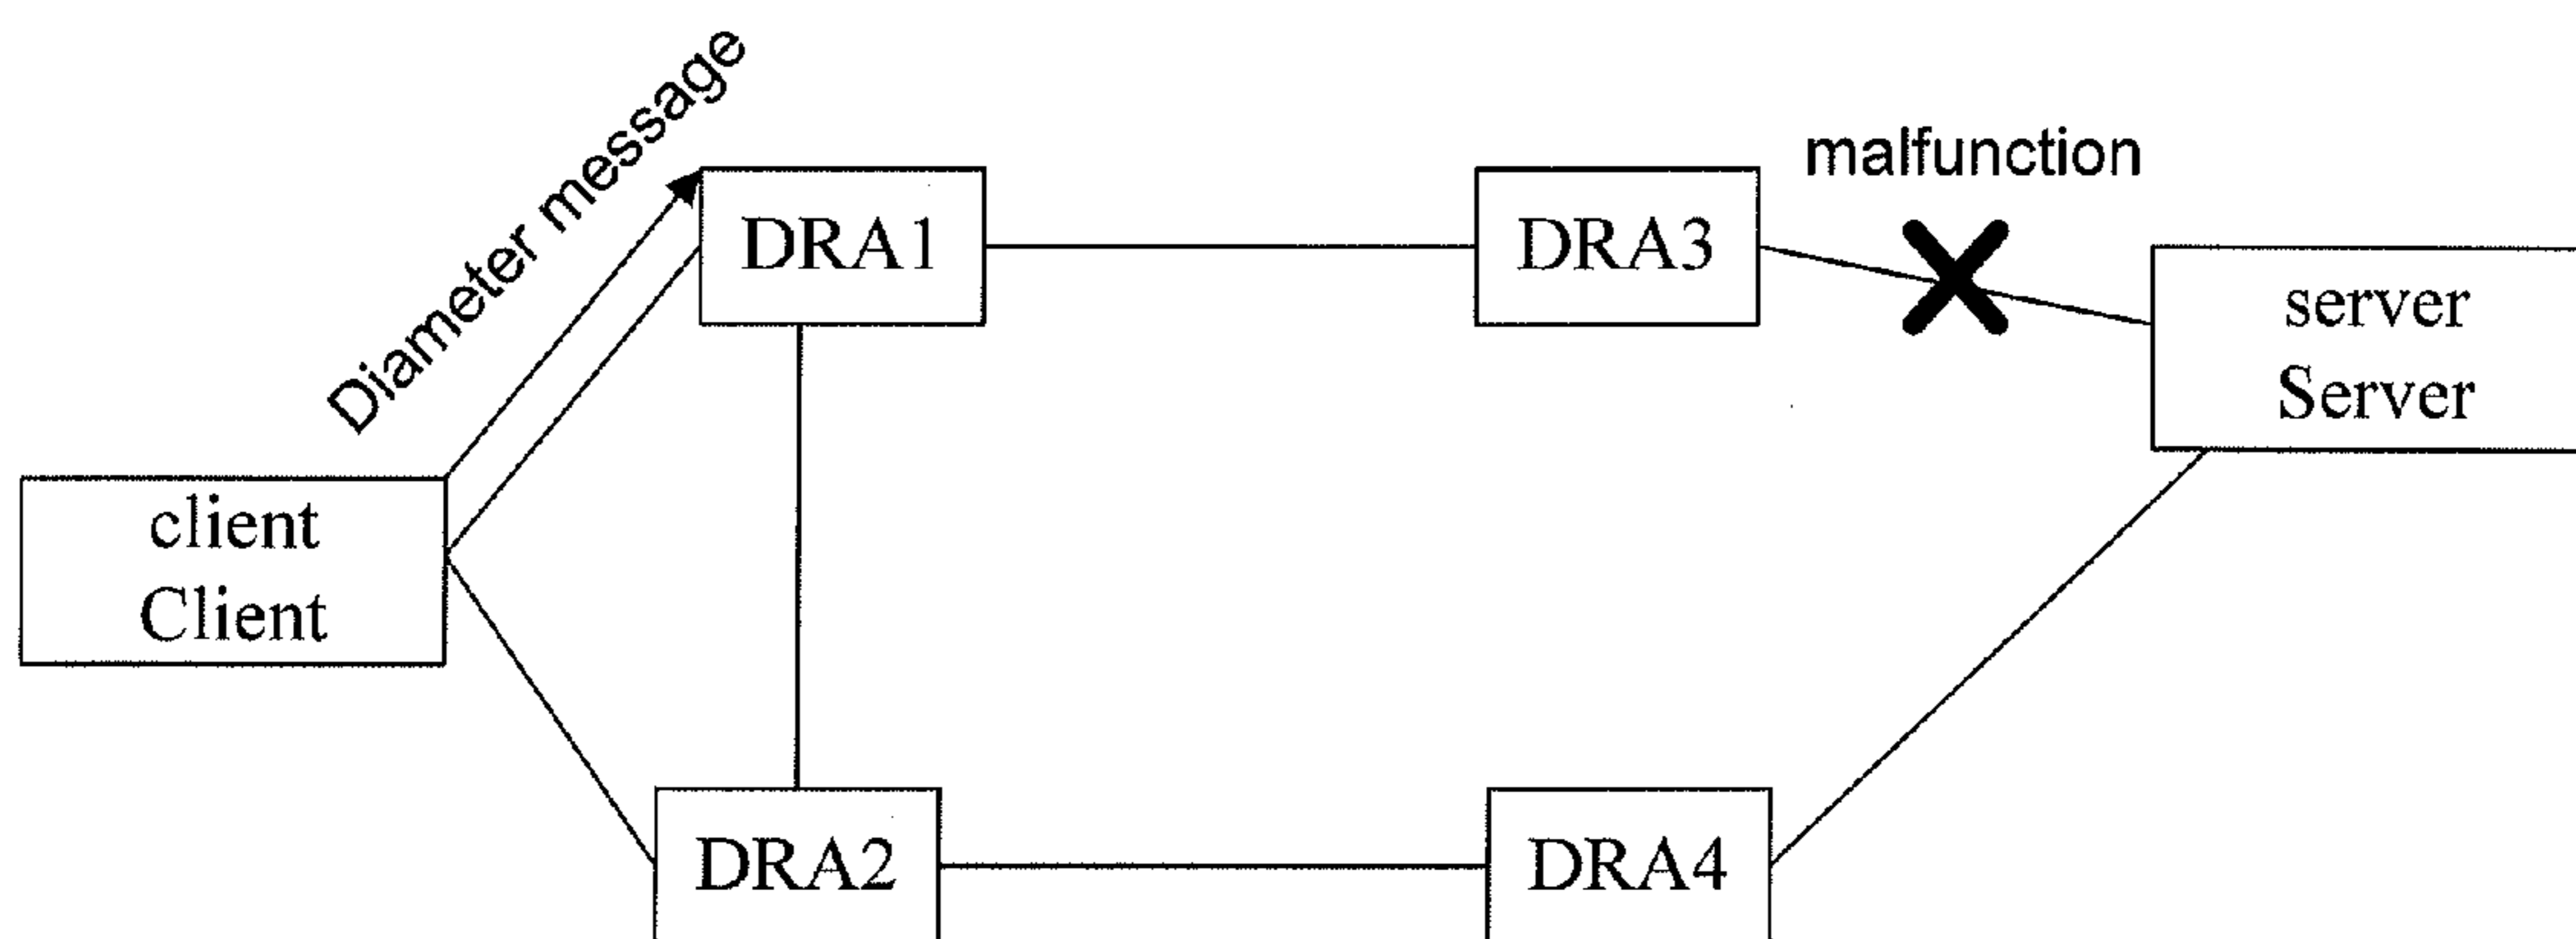 Diameter message
malfunction
DRA1
DRA3
server
Server
client
Client
DRA2
DRA4